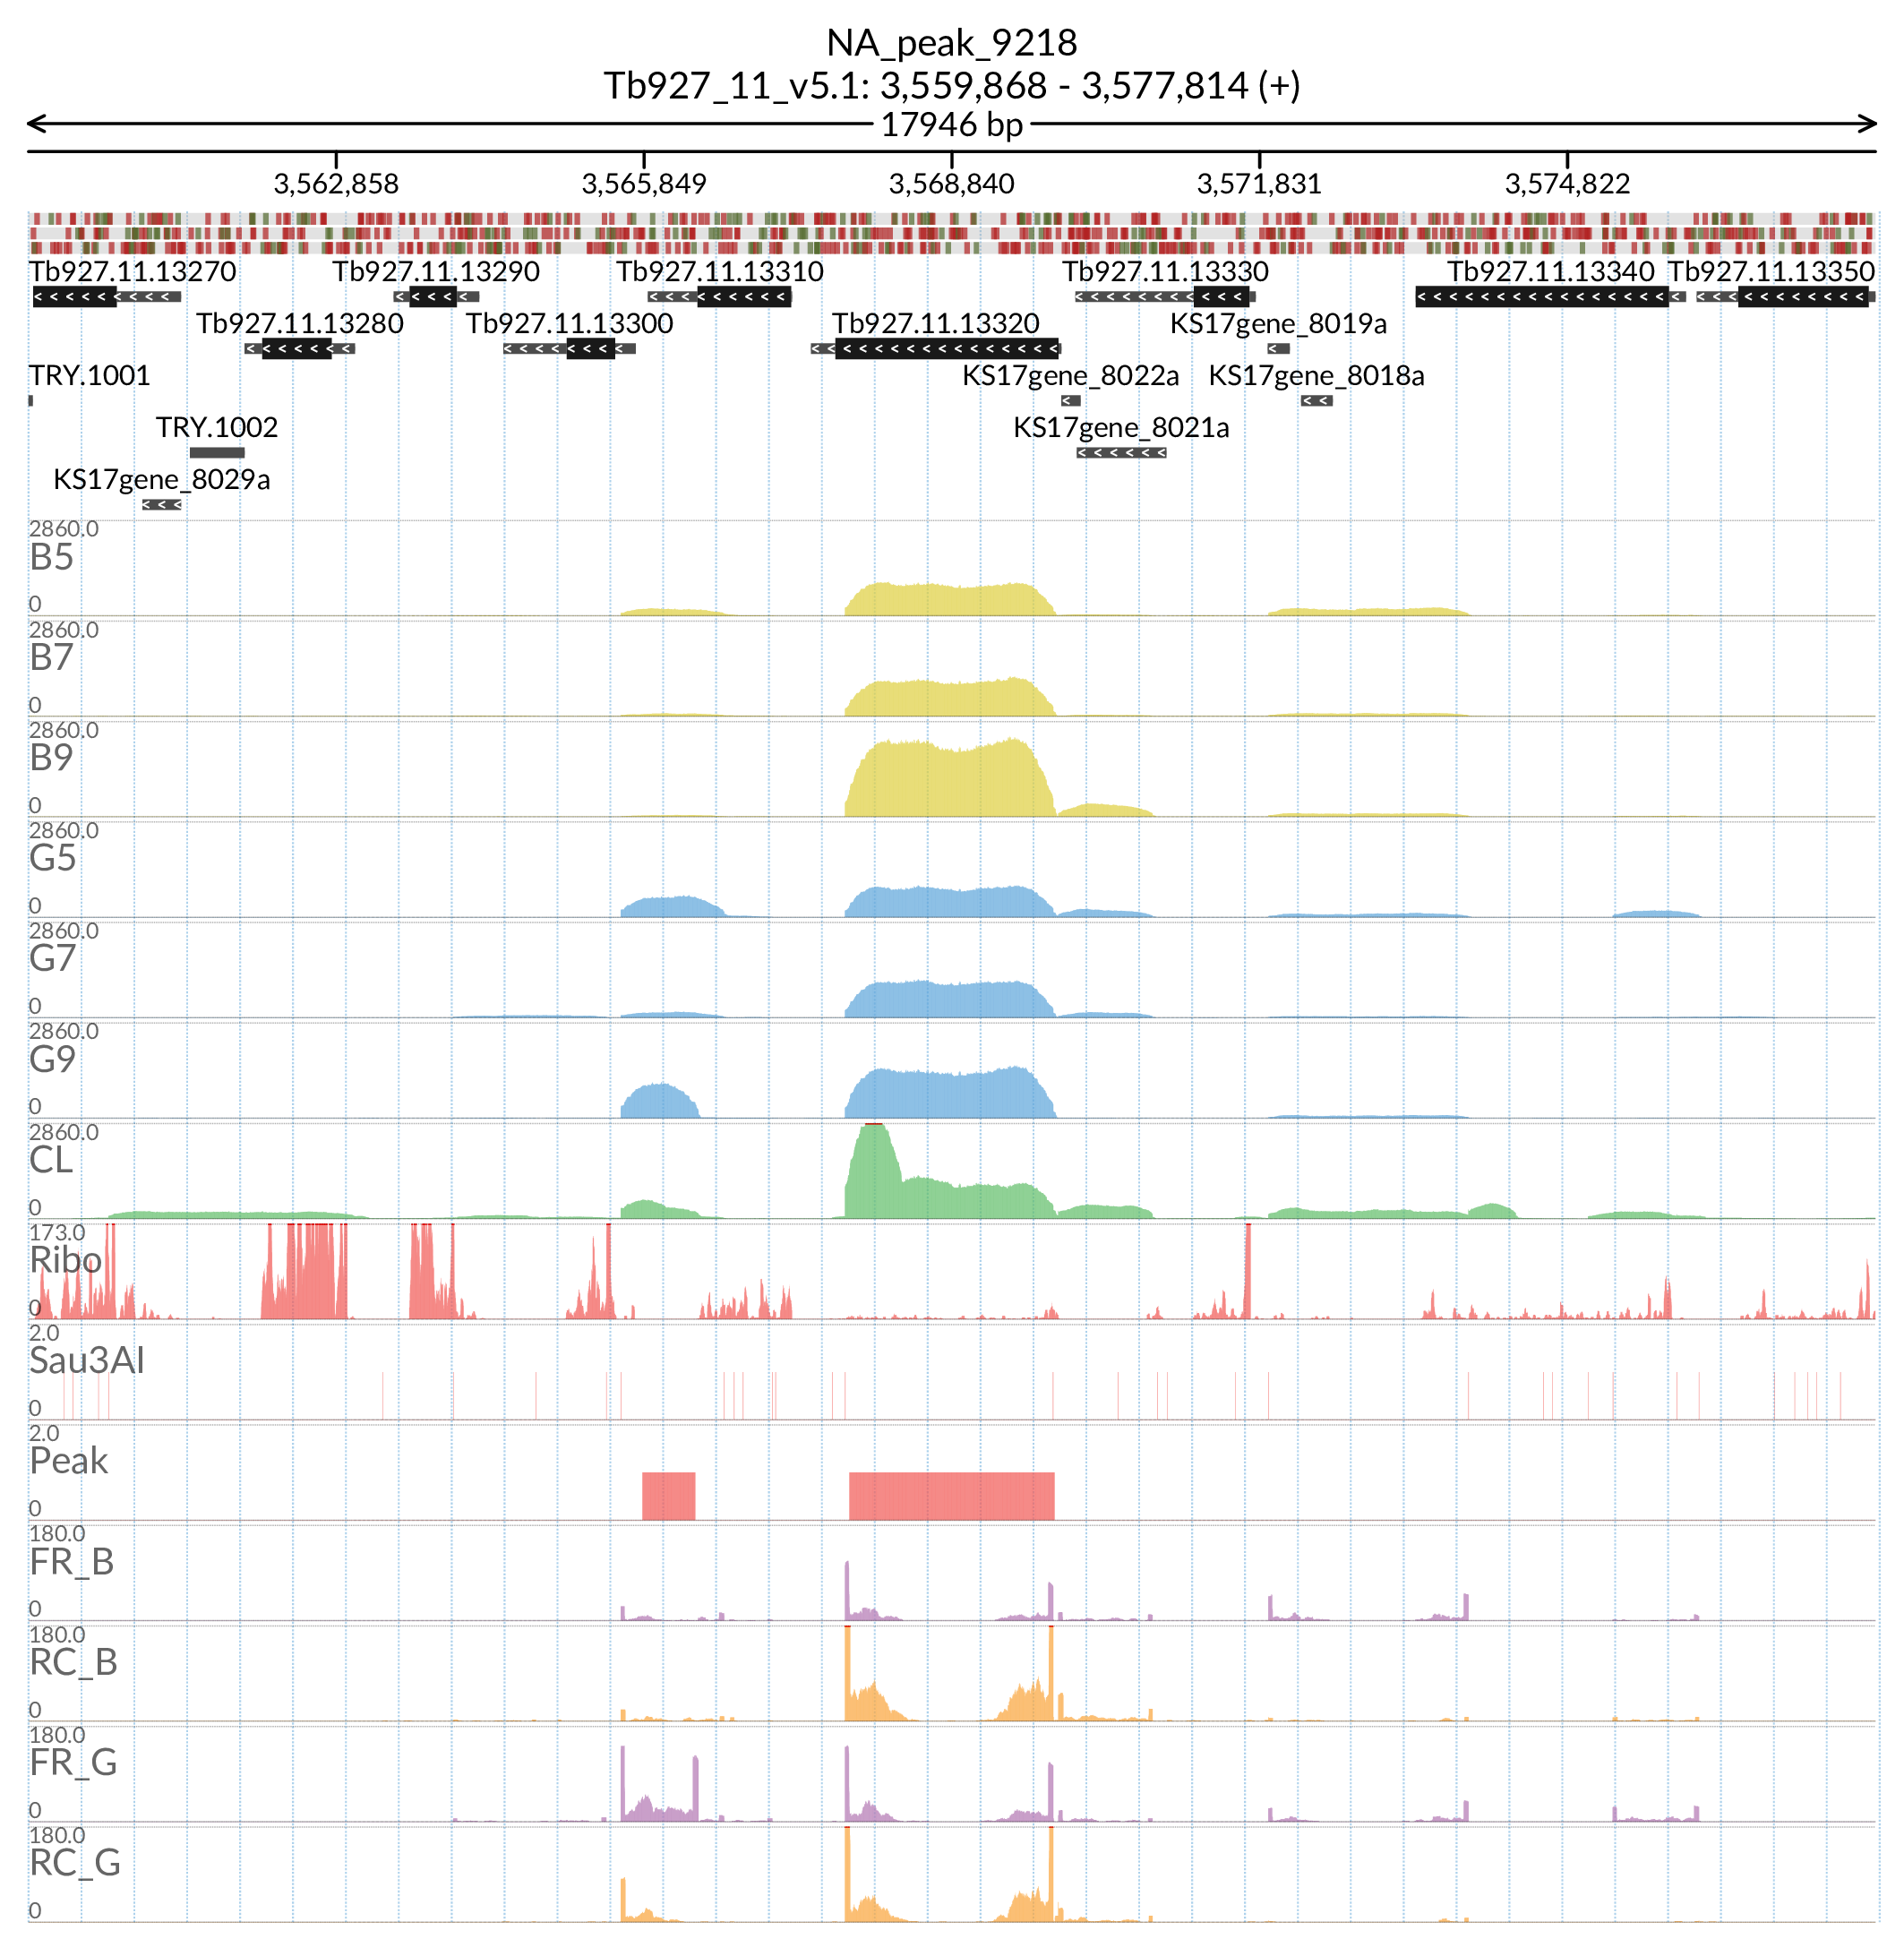 NA_peak_9218
Tb927_11_v5.1: 3,559,868 - 3,577,814 (+)
17946 bp
3,562,858 3,565,849 3,568,840 3,571,831 3,574,822
Tb927.11.13270 Tb927.11.13290 Tb927.11.13310 Tb927.11.13330 Tb927.11.13340 Tb927.11.13350
Tb927.11.13280 Tb927.11.13300 Tb927.11.13320 KS17gene_8019a
TRY.1001 KS17gene_8022a KS17gene_8018a
TRY.1002 KS17gene_8021a
KS17gene_8029a
2860.0
B5
0
2860.0
B7
0
2860.0
B9
0
2860.0
G5
0
2860.0
G7
0
2860.0
G9
0
2860.0
CL
0
173.0
Ribo
0
2.0
Sau3AI
0
2.0
Peak
0
180.0
FR_B
0
180.0
RC_B
0
180.0
FR_G
0
180.0
RC_G
0